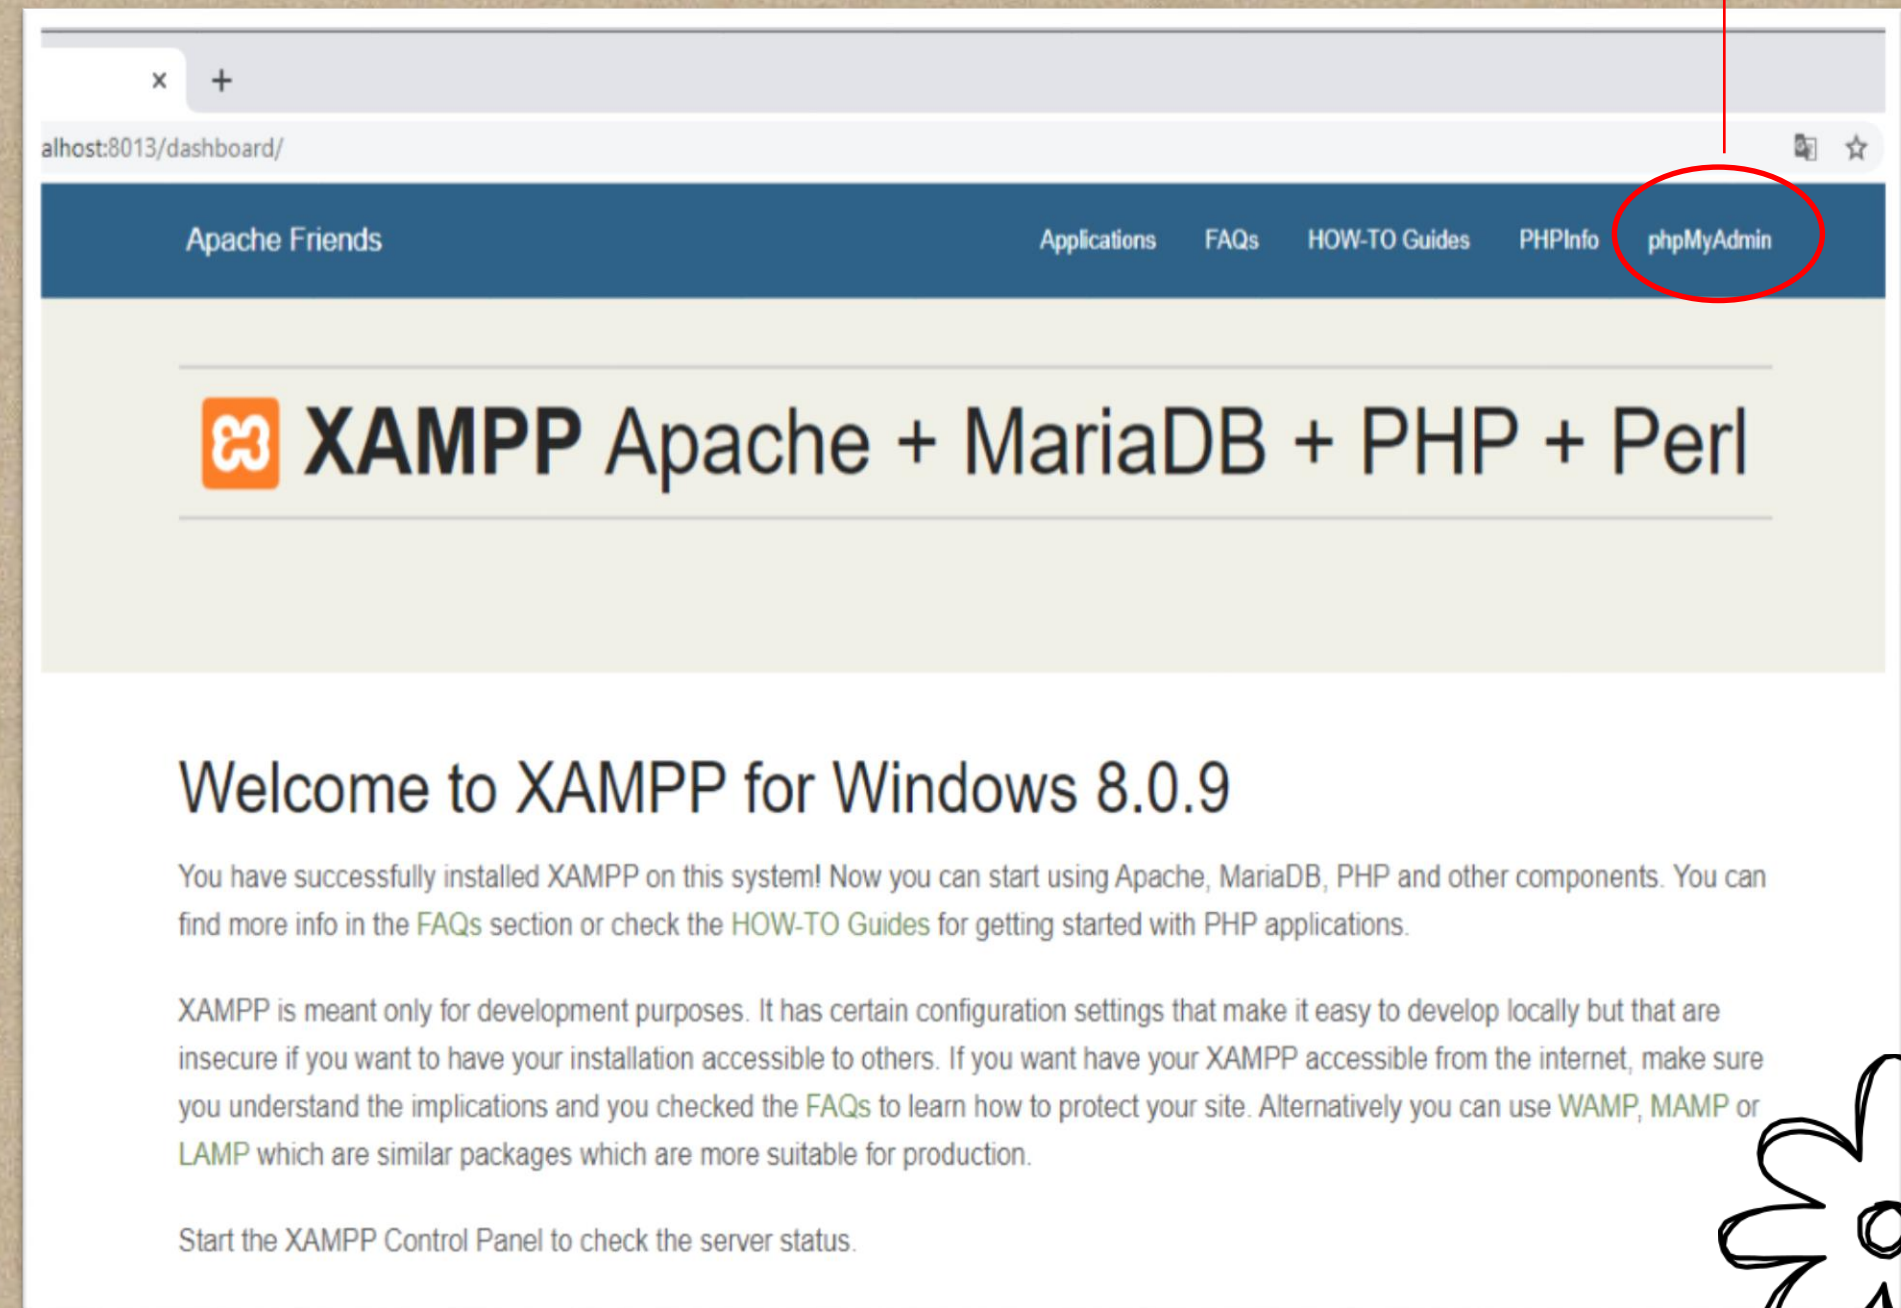 alhost:8013/dashboard/
Apache Friends
Applications
FAQs
HOW-TO Guides
PHPInfo
phpMyAdmin
XAMPP Apache + MariaDB + PHP + Perl
Welcome to XAMPP for Windows 8.0.9
You have successfully installed XAMPP on this system! Now you can start using Apache, MariaDB, PHP and other components. You can
find more info in the FAQs section or check the HOW-TO Guides for getting started with PHP applications.
XAMPP is meant only for development purposes. It has certain configuration settings that make it easy to develop locally but that are
insecure if you want to have your installation accessible to others. If you want have your XAMPP accessible from the internet, make sure
you understand the implications and you checked the FAQs to learn how to protect your site. Alternatively you can use WAMP, MAMP or
LAMP which are similar packages which are more suitable for production.
Start the XAMPP Control Panel to check the server status.